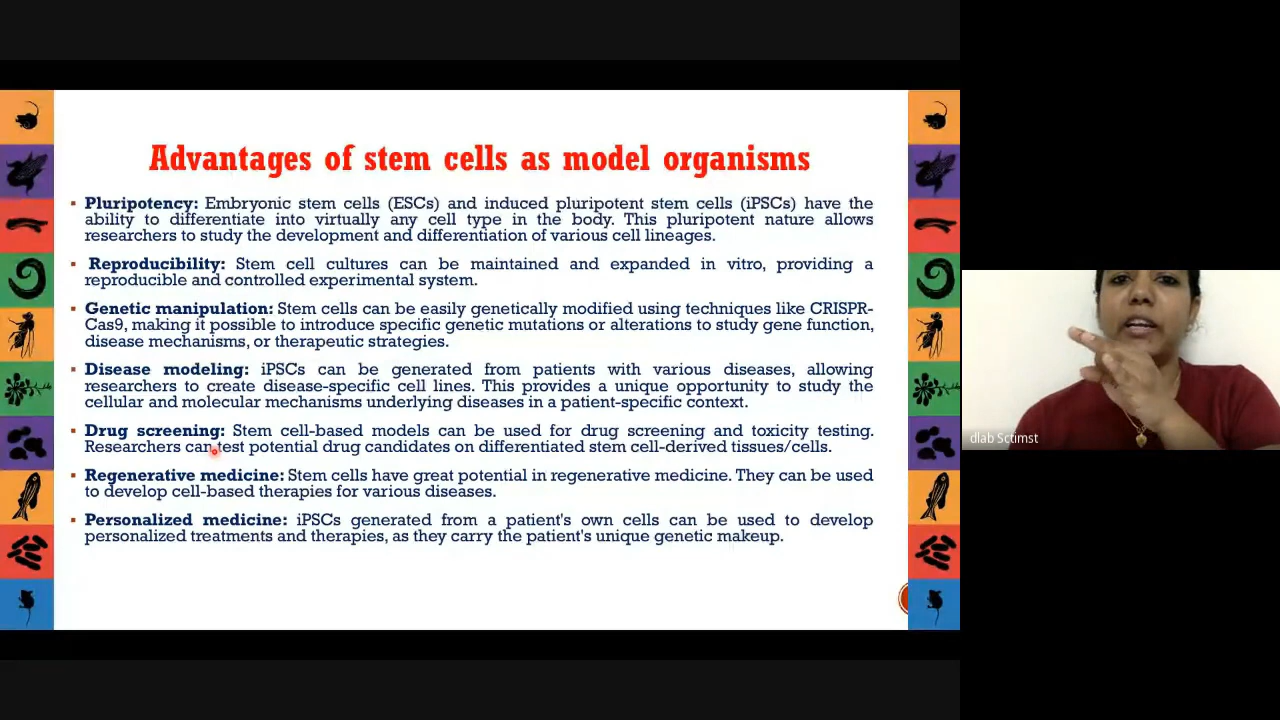 Advantages of stem cells as model organisms
▪ Pluripotency: Embryonic stem cells (ESCs) and induced pluripotent stem cells (iPSCs) have the
ability to differentiate into virtually any cell type in the body. This pluripotent nature allows
researchers to study the development and differentiation of various cell lineages.
▪ Reproducibility: Stem cell cultures can be maintained and expanded in vitro, providing a
reproducible and controlled experimental system.
▪ Genetic manipulation: Stem cells can be easily genetically modified using techniques like CRISPR-
Cas9, making it possible to introduce specific genetic mutations or alterations to study gene function,
disease mechanisms, or therapeutic strategies.
▪ Disease modeling: iPSCs can be generated from patients with various diseases, allowing
researchers to create disease-specific cell lines. This provides a unique opportunity to study the
cellular and molecular mechanisms underlying diseases in a patient-specific context.
▪ Drug screening: Stem cell-based models can be used for drug screening and toxicity testing.
Researchers can test potential drug candidates on differentiated stem cell-derived tissues/cells.
▪ Regenerative medicine: Stem cells have great potential in regenerative medicine. They can be used
to develop cell-based therapies for various diseases.
▪ Personalized medicine: iPSCs generated from a patient's own cells can be used to develop
personalized treatments and therapies, as they carry the patient's unique genetic makeup.
dlab Sctimst